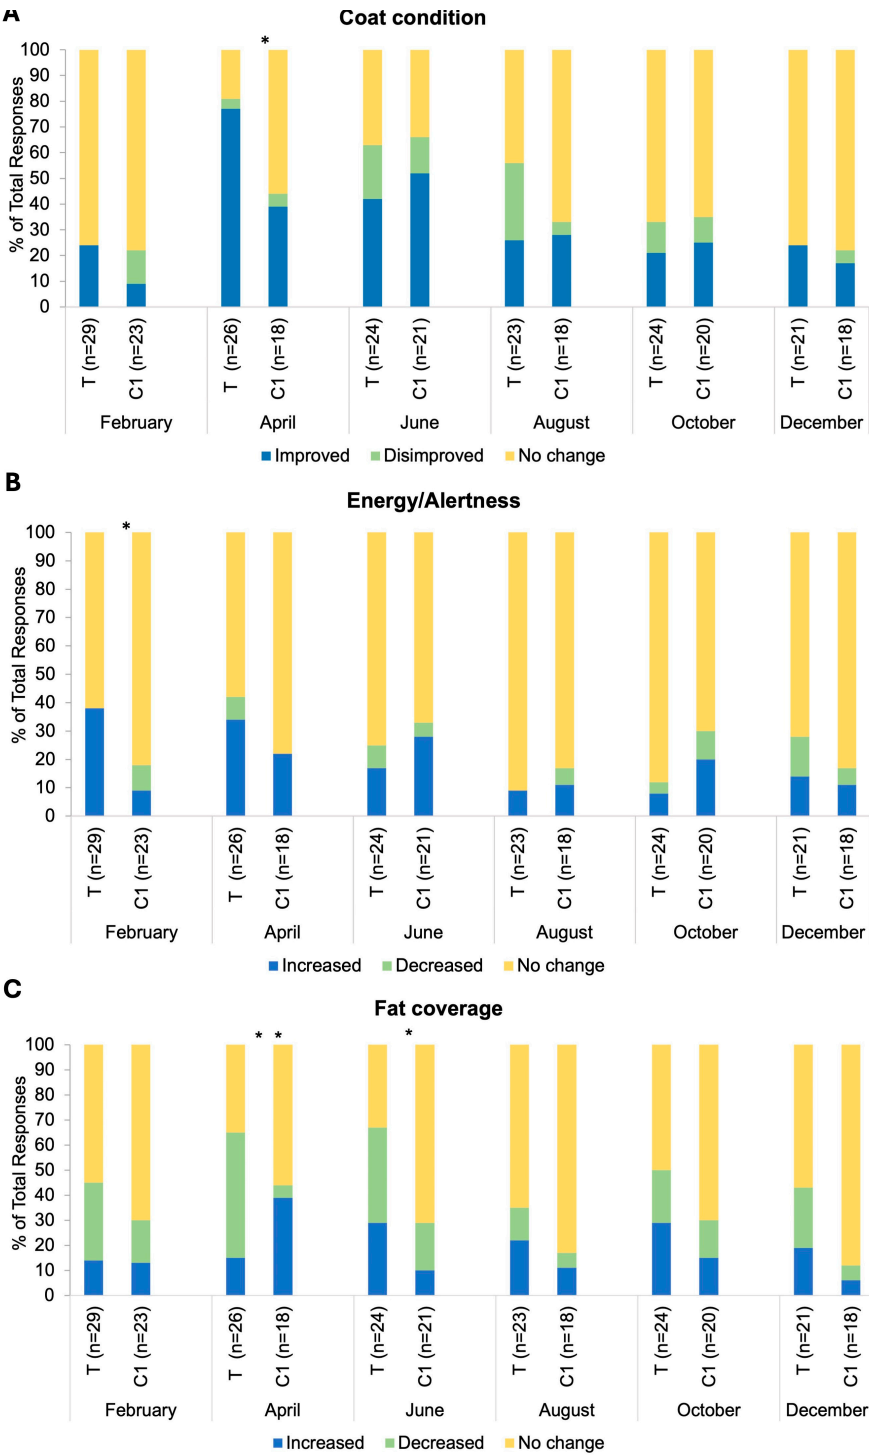 A
Coat condition
*
% of Total Responses
100
90
80
70
60
50
40
30
20
10
0
T (n=29) C1 (n=23) T (n=26) C1 (n=18) T (n=24) C1 (n=21) T (n=23) C1 (n=18) T (n=24) C1 (n=20) T (n=21) C1 (n=18)
February April June August October December
Improved Disimproved No change
B
Energy/Alertness
*
% of Total Responses
100
90
80
70
60
50
40
30
20
10
0
T (n=29) C1 (n=23) T (n=26) C1 (n=18) T (n=24) C1 (n=21) T (n=23) C1 (n=18) T (n=24) C1 (n=20) T (n=21) C1 (n=18)
February April June August October December
Increased Decreased No change
C
Fat coverage
* * *
% of Total Responses
100
90
80
70
60
50
40
30
20
10
0
T (n=29) C1 (n=23) T (n=26) C1 (n=18) T (n=24) C1 (n=21) T (n=23) C1 (n=18) T (n=24) C1 (n=20) T (n=21) C1 (n=18)
February April June August October December
Increased Decreased No change